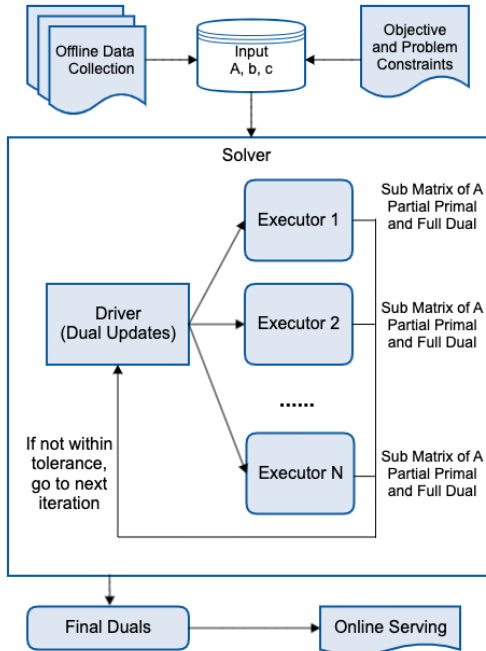 Offline Data
Collection
Input
A, b, c
Objective
and Problem
Constraints
Solver
Executor 1
Sub Matrix of A
Partial Primal
and Full Dual
Driver
(Dual Updates)
Executor 2
Sub Matrix of A
Partial Primal
and Full Dual
......
If not within
tolerance,
go to next
iteration
Executor N
Sub Matrix of A
Partial Primal
and Full Dual
Final Duals
Online Serving